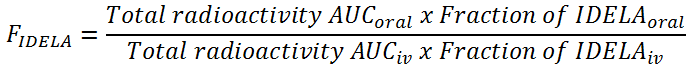 F_IDELA = (Total radioactivity AUC_oral x Fraction of IDELA_oral) / (Total radioactivity AUC_iv x Fraction of IDELA_iv)